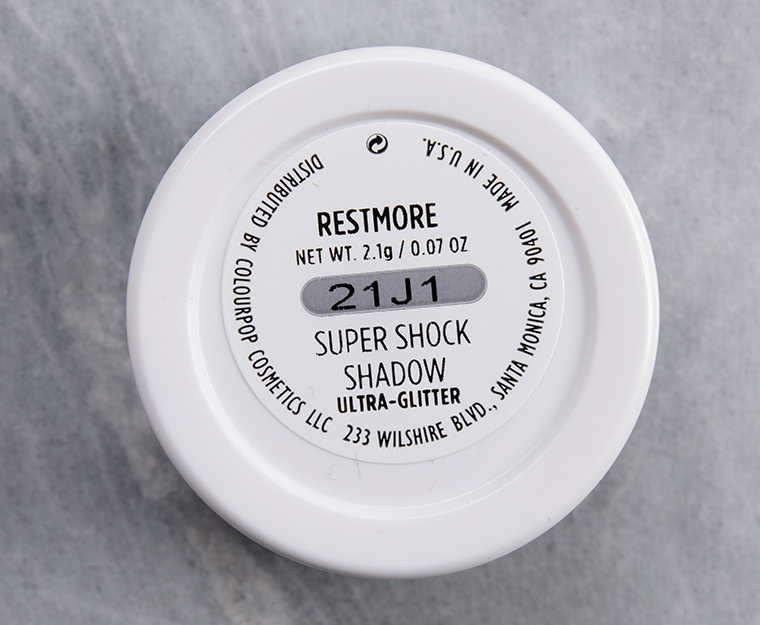 RESTMORE
NET WT. 2.1g / 0.07 OZ
21J1
SUPER SHOCK
SHADOW
ULTRA-GLITTER
DISTRIBUTED BY COLOURPOP COSMETICS LLC 233 WILSHIRE BLVD., SANTA MONICA, CA 90401 MADE IN U.S.A.